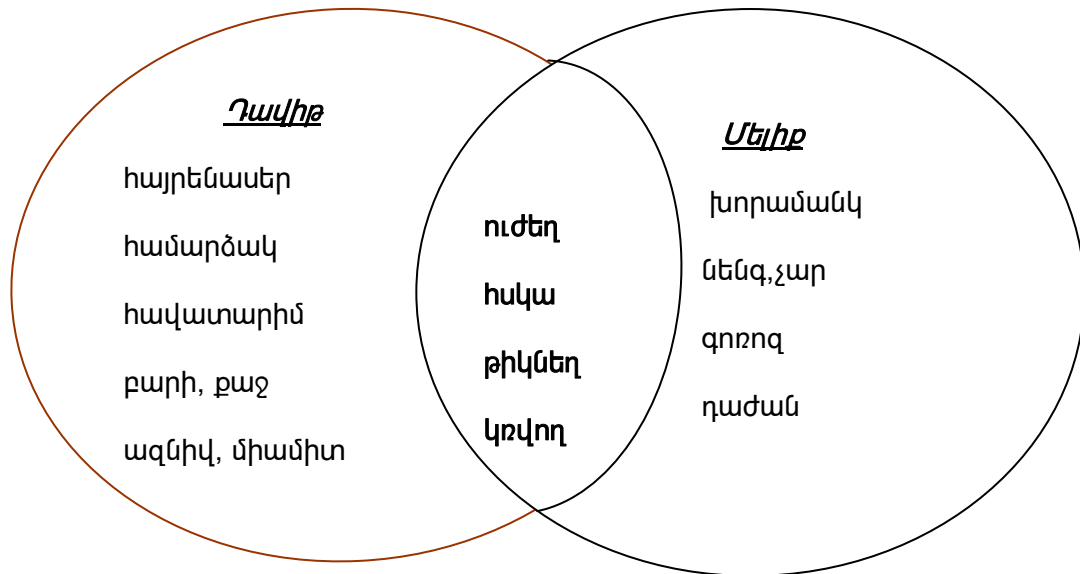 Դավիթ
հայրենասեր
համարձակ
հավատարիմ
բարի, քաջ
ազնիվ, միամիտ
ուժեղ
հսկա
թիկնեղ
կռվող
Մելիք
խորամանկ
նենգ,չար
գոռոզ
դաժան